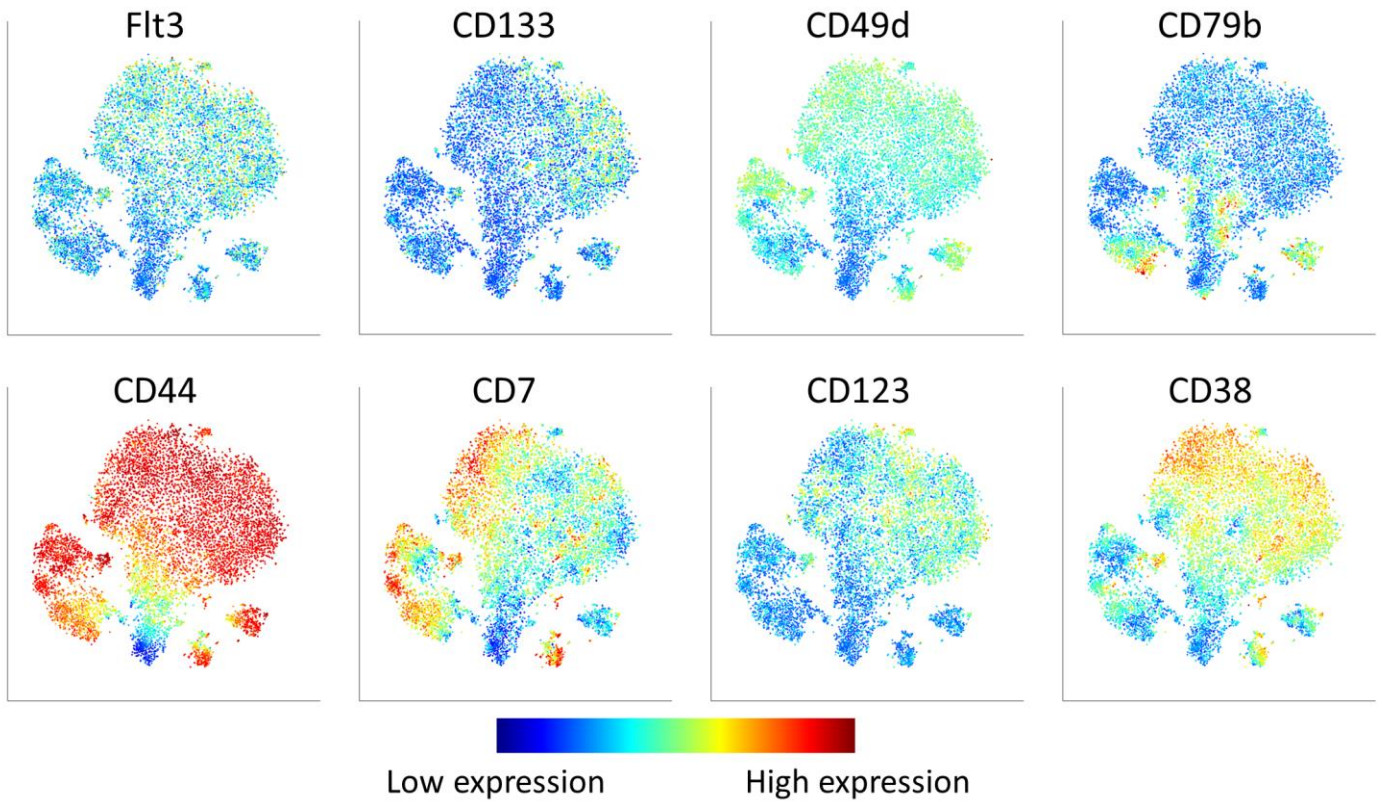 Flt3 CD133 CD49d CD79b
CD44 CD7 CD123 CD38
Low expression High expression